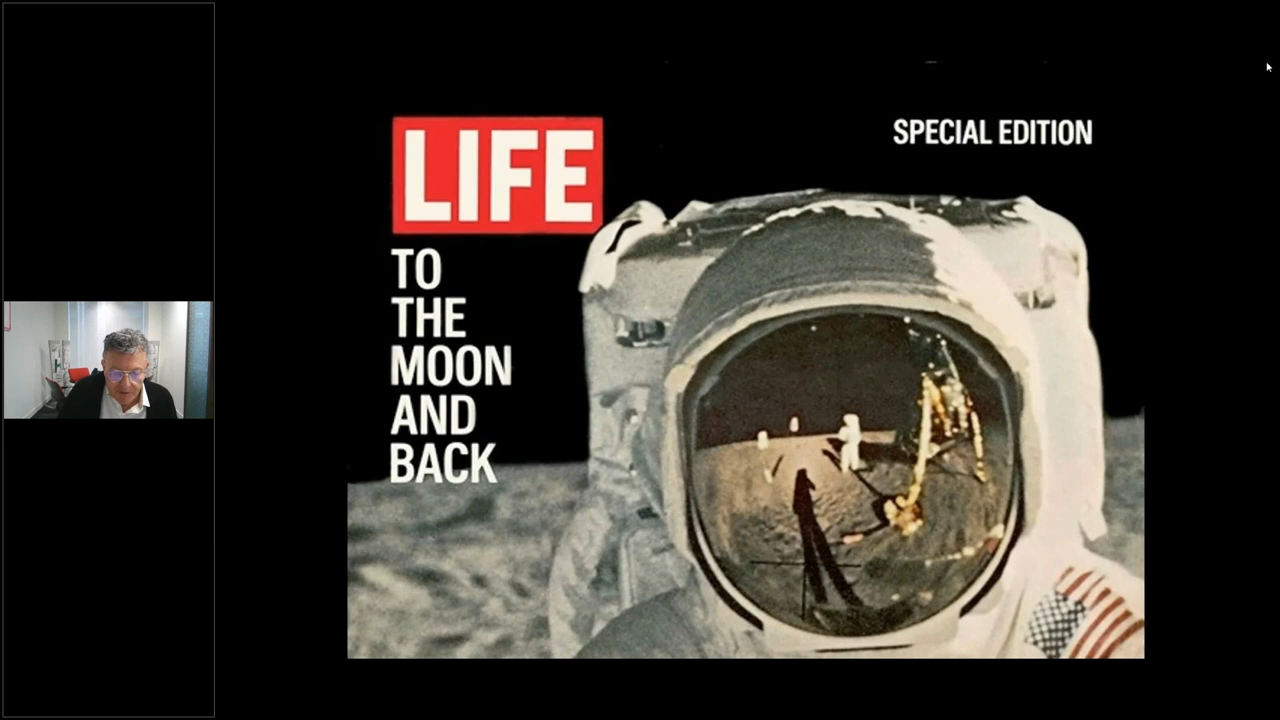 LIFE
SPECIAL EDITION
TO
THE
MOON
AND
BACK